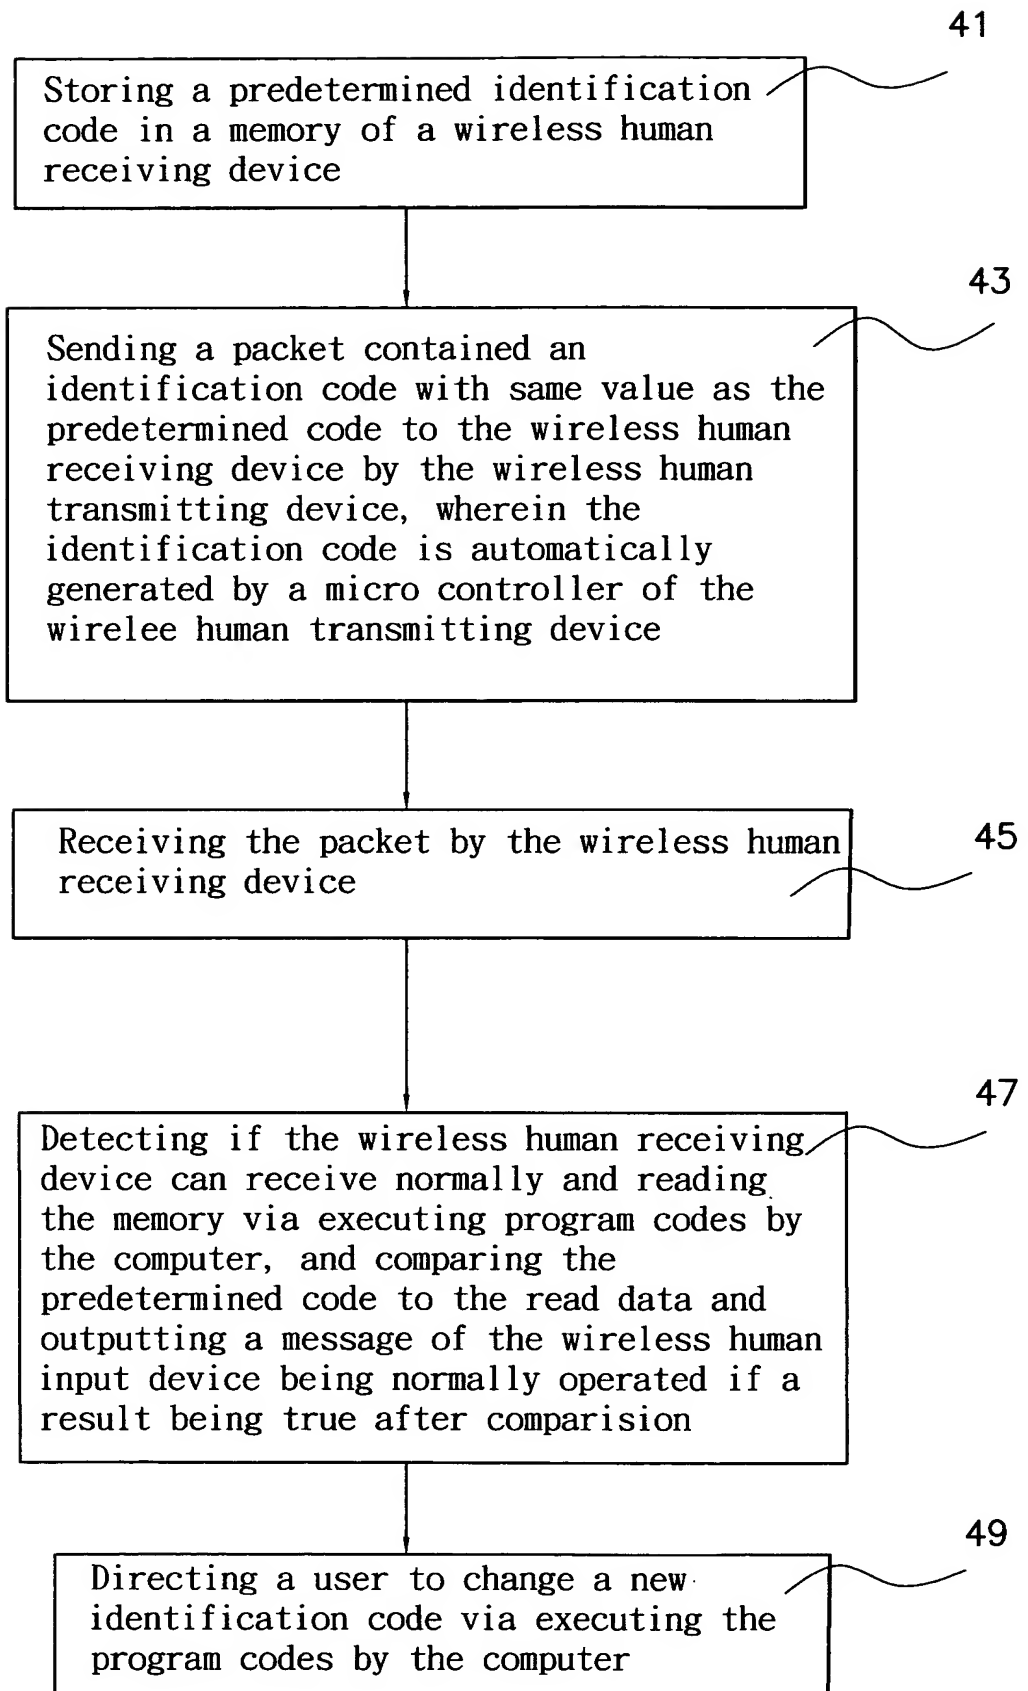 41
Storing a predetermined identification
code in a memory of a wireless human
receiving device
43
Sending a packet contained an
identification code with same value as the
predetermined code to the wireless human
receiving device by the wireless human
transmitting device, wherein the
identification code is automatically
generated by a micro controller of the
wirelee human transmitting device
Receiving the packet by the wireless human
45
receiving device
47
Detecting if the wireless human receiving
device can receive normally and reading
the memory via executing program codes by
the computer, and comparing the
predetermined code to the read data and
outputting a message of the wireless human
input device being normally operated if a
result being true after comparision
49
Directing a user to change a new
identification code via executing the
program codes by the computer